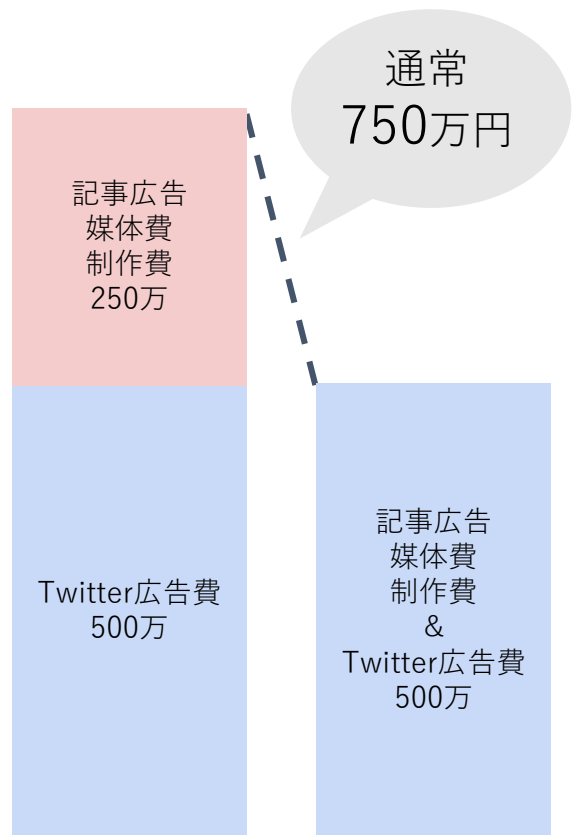 通常
750万円
記事広告
媒体費
制作費
250万
Twitter広告費
500万
記事広告
媒体費
制作費
&
Twitter広告費
500万